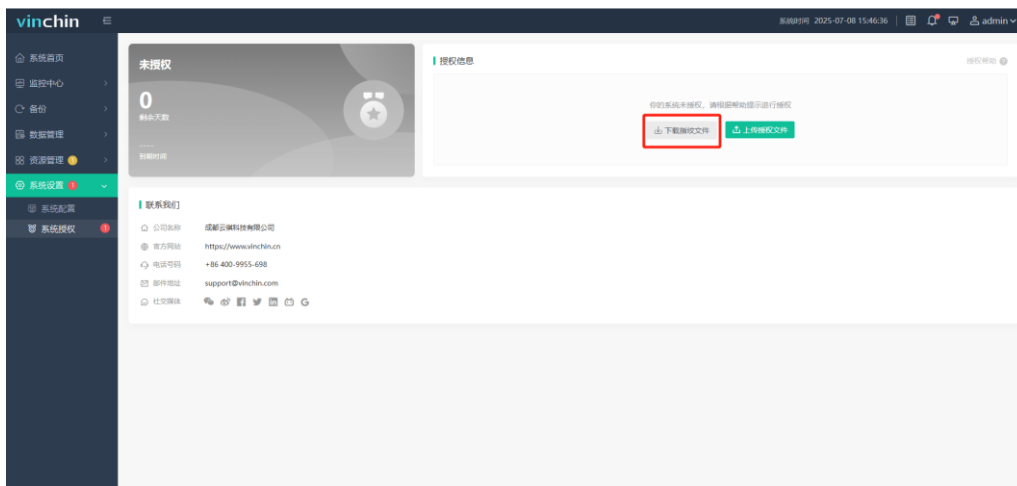 vinchin
系统时间 2025-07-08 15:46:36
admin
系统首页
监控中心
备份
数据管理
资源管理
系统设置 1
系统配置
系统授权 1
未授权
0
剩余天数
------
到期时间
授权信息
授权帮助
你的系统未授权，请根据帮助提示进行授权
下载指纹文件
上传授权文件
联系我们
公司名称 成都云祺科技有限公司
官方网站 https://www.vinchin.cn
电话号码 +86-400-9955-698
邮件地址 support@vinchin.com
社交媒体